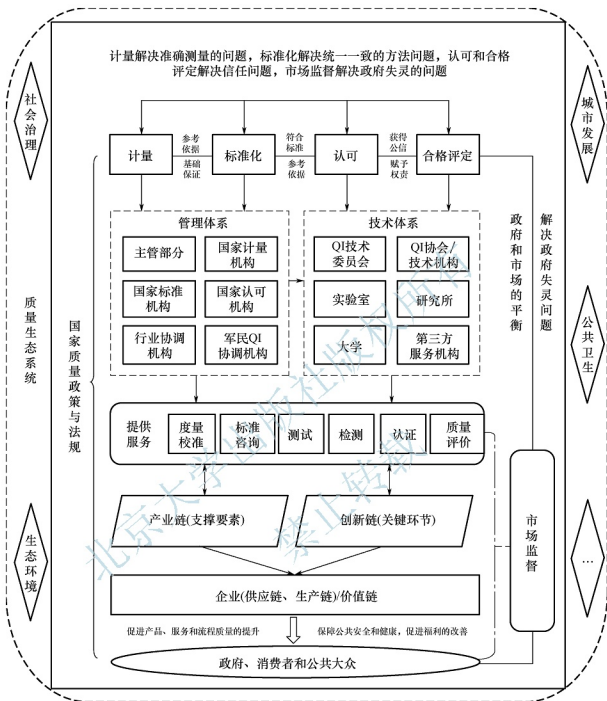 计量解决准确测量的问题，标准化解决统一一致的方法问题，认可和合格
评定解决信任问题，市场监督解决政府失灵的问题
社会治理
城市发展
计量
参考
依据
基础
保证
标准化
符合
标准
参考
依据
认可
获得
公信
赋予
权责
合格评定
管理体系
技术体系
主管部分
国家计量
机构
QI技术
委员会
QI协会/
技术机构
国家标准
机构
国家认可
机构
实验室
研究所
行业协调
机构
军民QI
协调机构
大学
第三方
服务机构
政府和市场的平衡
解决政府失灵问题
质量生态系统
国家质量政策与法规
公共卫生
提供
服务
度量
校准
标准
咨询
测试
检测
认证
质量
评价
产业链(支撑要素)
创新链(关键环节)
市场监督
生态环境
…
企业(供应链、生产链)/价值链
促进产品、服务和流程质量的提升
保障公共安全和健康，促进福利的改善
政府、消费者和公共大众
北京大学出版社版权所有
禁止转载